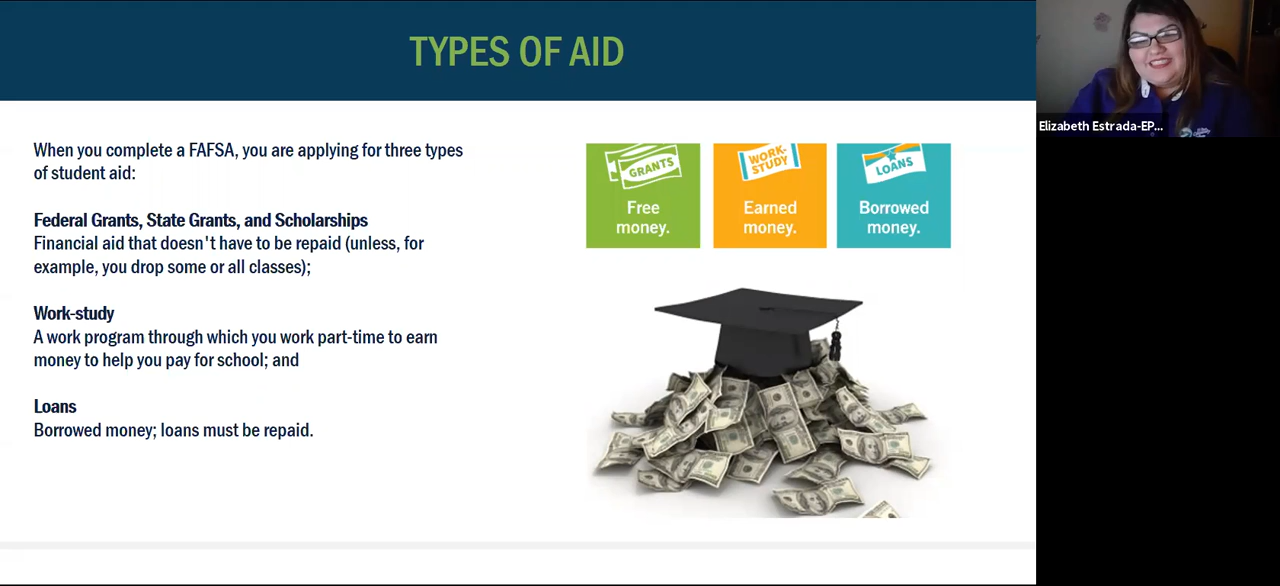 TYPES OF AID
When you complete a FAFSA, you are applying for three types
of student aid:
Federal Grants, State Grants, and Scholarships
Financial aid that doesn't have to be repaid (unless, for
example, you drop some or all classes);
Work-study
A work program through which you work part-time to earn
money to help you pay for school; and
Loans
Borrowed money; loans must be repaid.
GRANTS
Free
money.
WORK-
STUDY
Earned
money.
LOANS
Borrowed
money.
Elizabeth Estrada-EP...